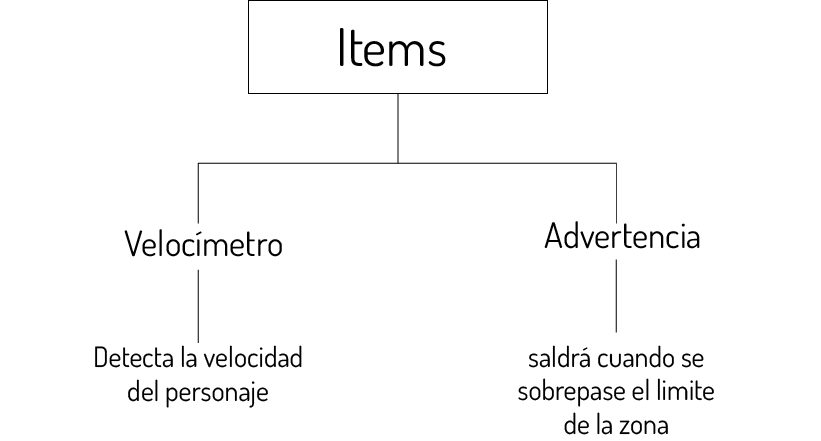 Items
Velocímetro
Advertencia
Detecta la velocidad
del personaje
saldrá cuando se
sobrepase el limite
de la zona